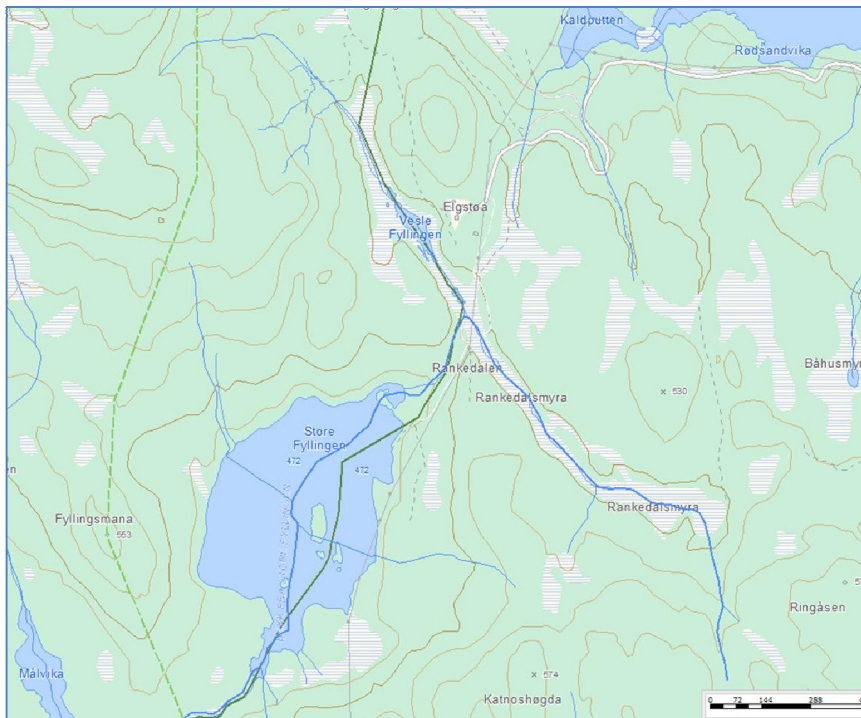 Kaldputten
Rødsandvika
Elgstøa
Vesle
Fyllingen
Rankedalen
Båhusmyr
530
Rankedalsmyra
Store
Fyllingen
472
472
Rankedalsmyra
Fyllingsmana
553
Ringåsen
Målvika
574
Katnoshøgda
0 72 144 288